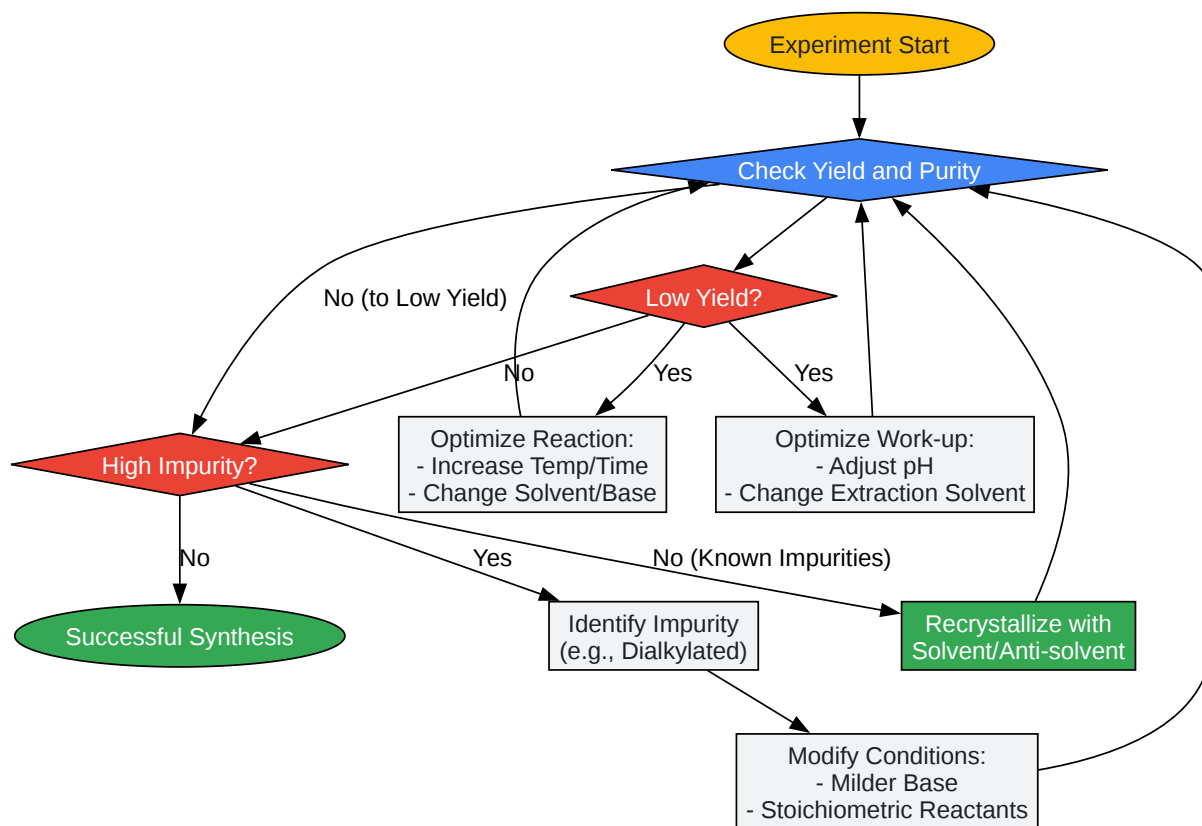 Experiment Start
Check Yield and Purity
No (to Low Yield)
Low Yield?
No
Yes
Yes
Optimize Reaction:
- Increase Temp/Time
- Change Solvent/Base
Optimize Work-up:
- Adjust pH
- Change Extraction Solvent
High Impurity?
No
Yes
No (Known Impurities)
Successful Synthesis
Identify Impurity
(e.g., Dialkylated)
Recrystallize with
Solvent/Anti-solvent
Modify Conditions:
- Milder Base
- Stoichiometric Reactants